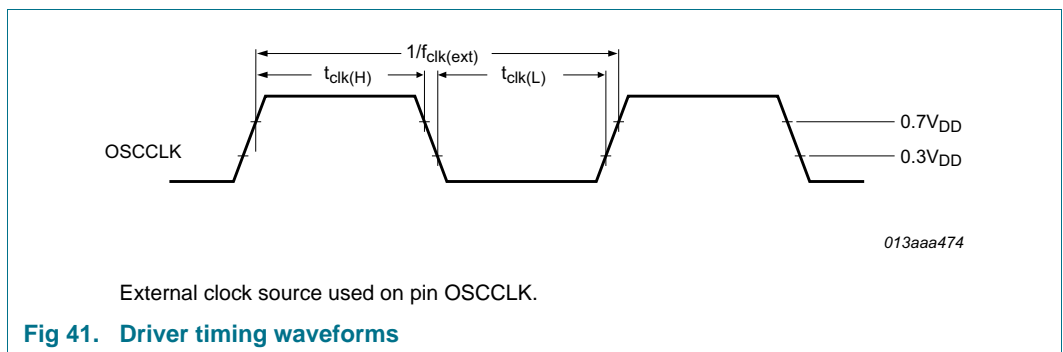 1/fclk(ext)
tclk(H)
tclk(L)
0.7VDD
OSCCLK
0.3VDD
013aaa474
External clock source used on pin OSCCLK.
Fig 41. Driver timing waveforms